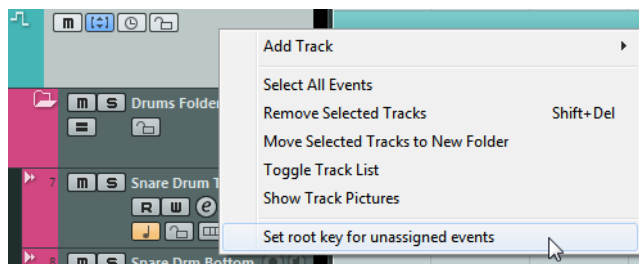 m
Add Track
Select All Events
m S Drums Folde
Remove Selected Tracks Shift+Del
Move Selected Tracks to New Folder
Toggle Track List
7 m S Snare Drum T
Show Track Pictures
R W e
Set root key for unassigned events
8 m S Snare Drm Bottom